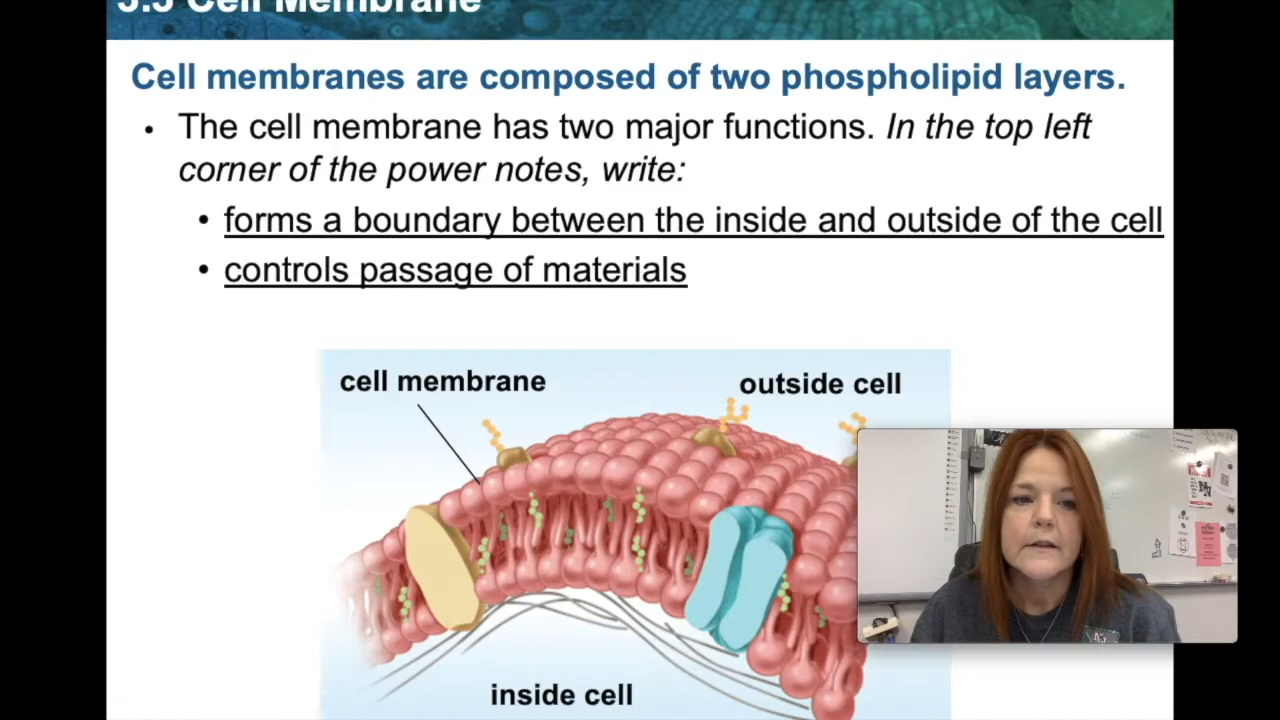 3.3 Cell Membrane
Cell membranes are composed of two phospholipid layers.
• The cell membrane has two major functions. In the top left
corner of the power notes, write:
• forms a boundary between the inside and outside of the cell
• controls passage of materials
cell membrane
outside cell
inside cell